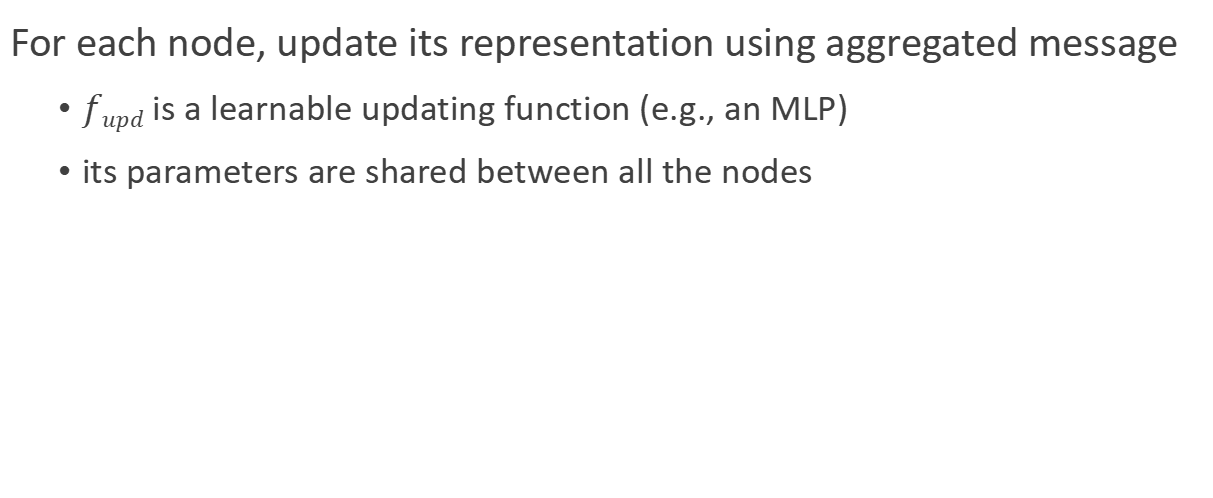 For each node, update its representation using aggregated message
• f_upd is a learnable updating function (e.g., an MLP)
• its parameters are shared between all the nodes